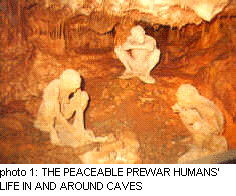 photo 1: THE PEACEABLE PREWAR HUMANS'
LIFE IN AND AROUND CAVES